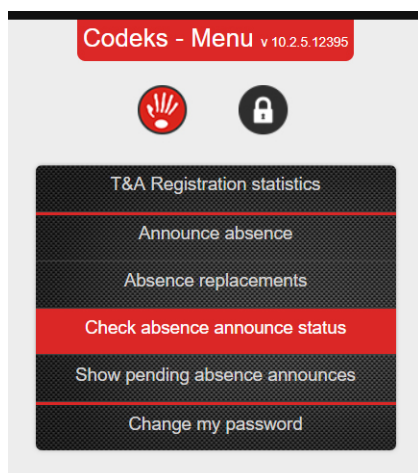 Codeks - Menu v 10.2.5.12395
T&A Registration statistics
Announce absence
Absence replacements
Check absence announce status
Show pending absence announces
Change my password